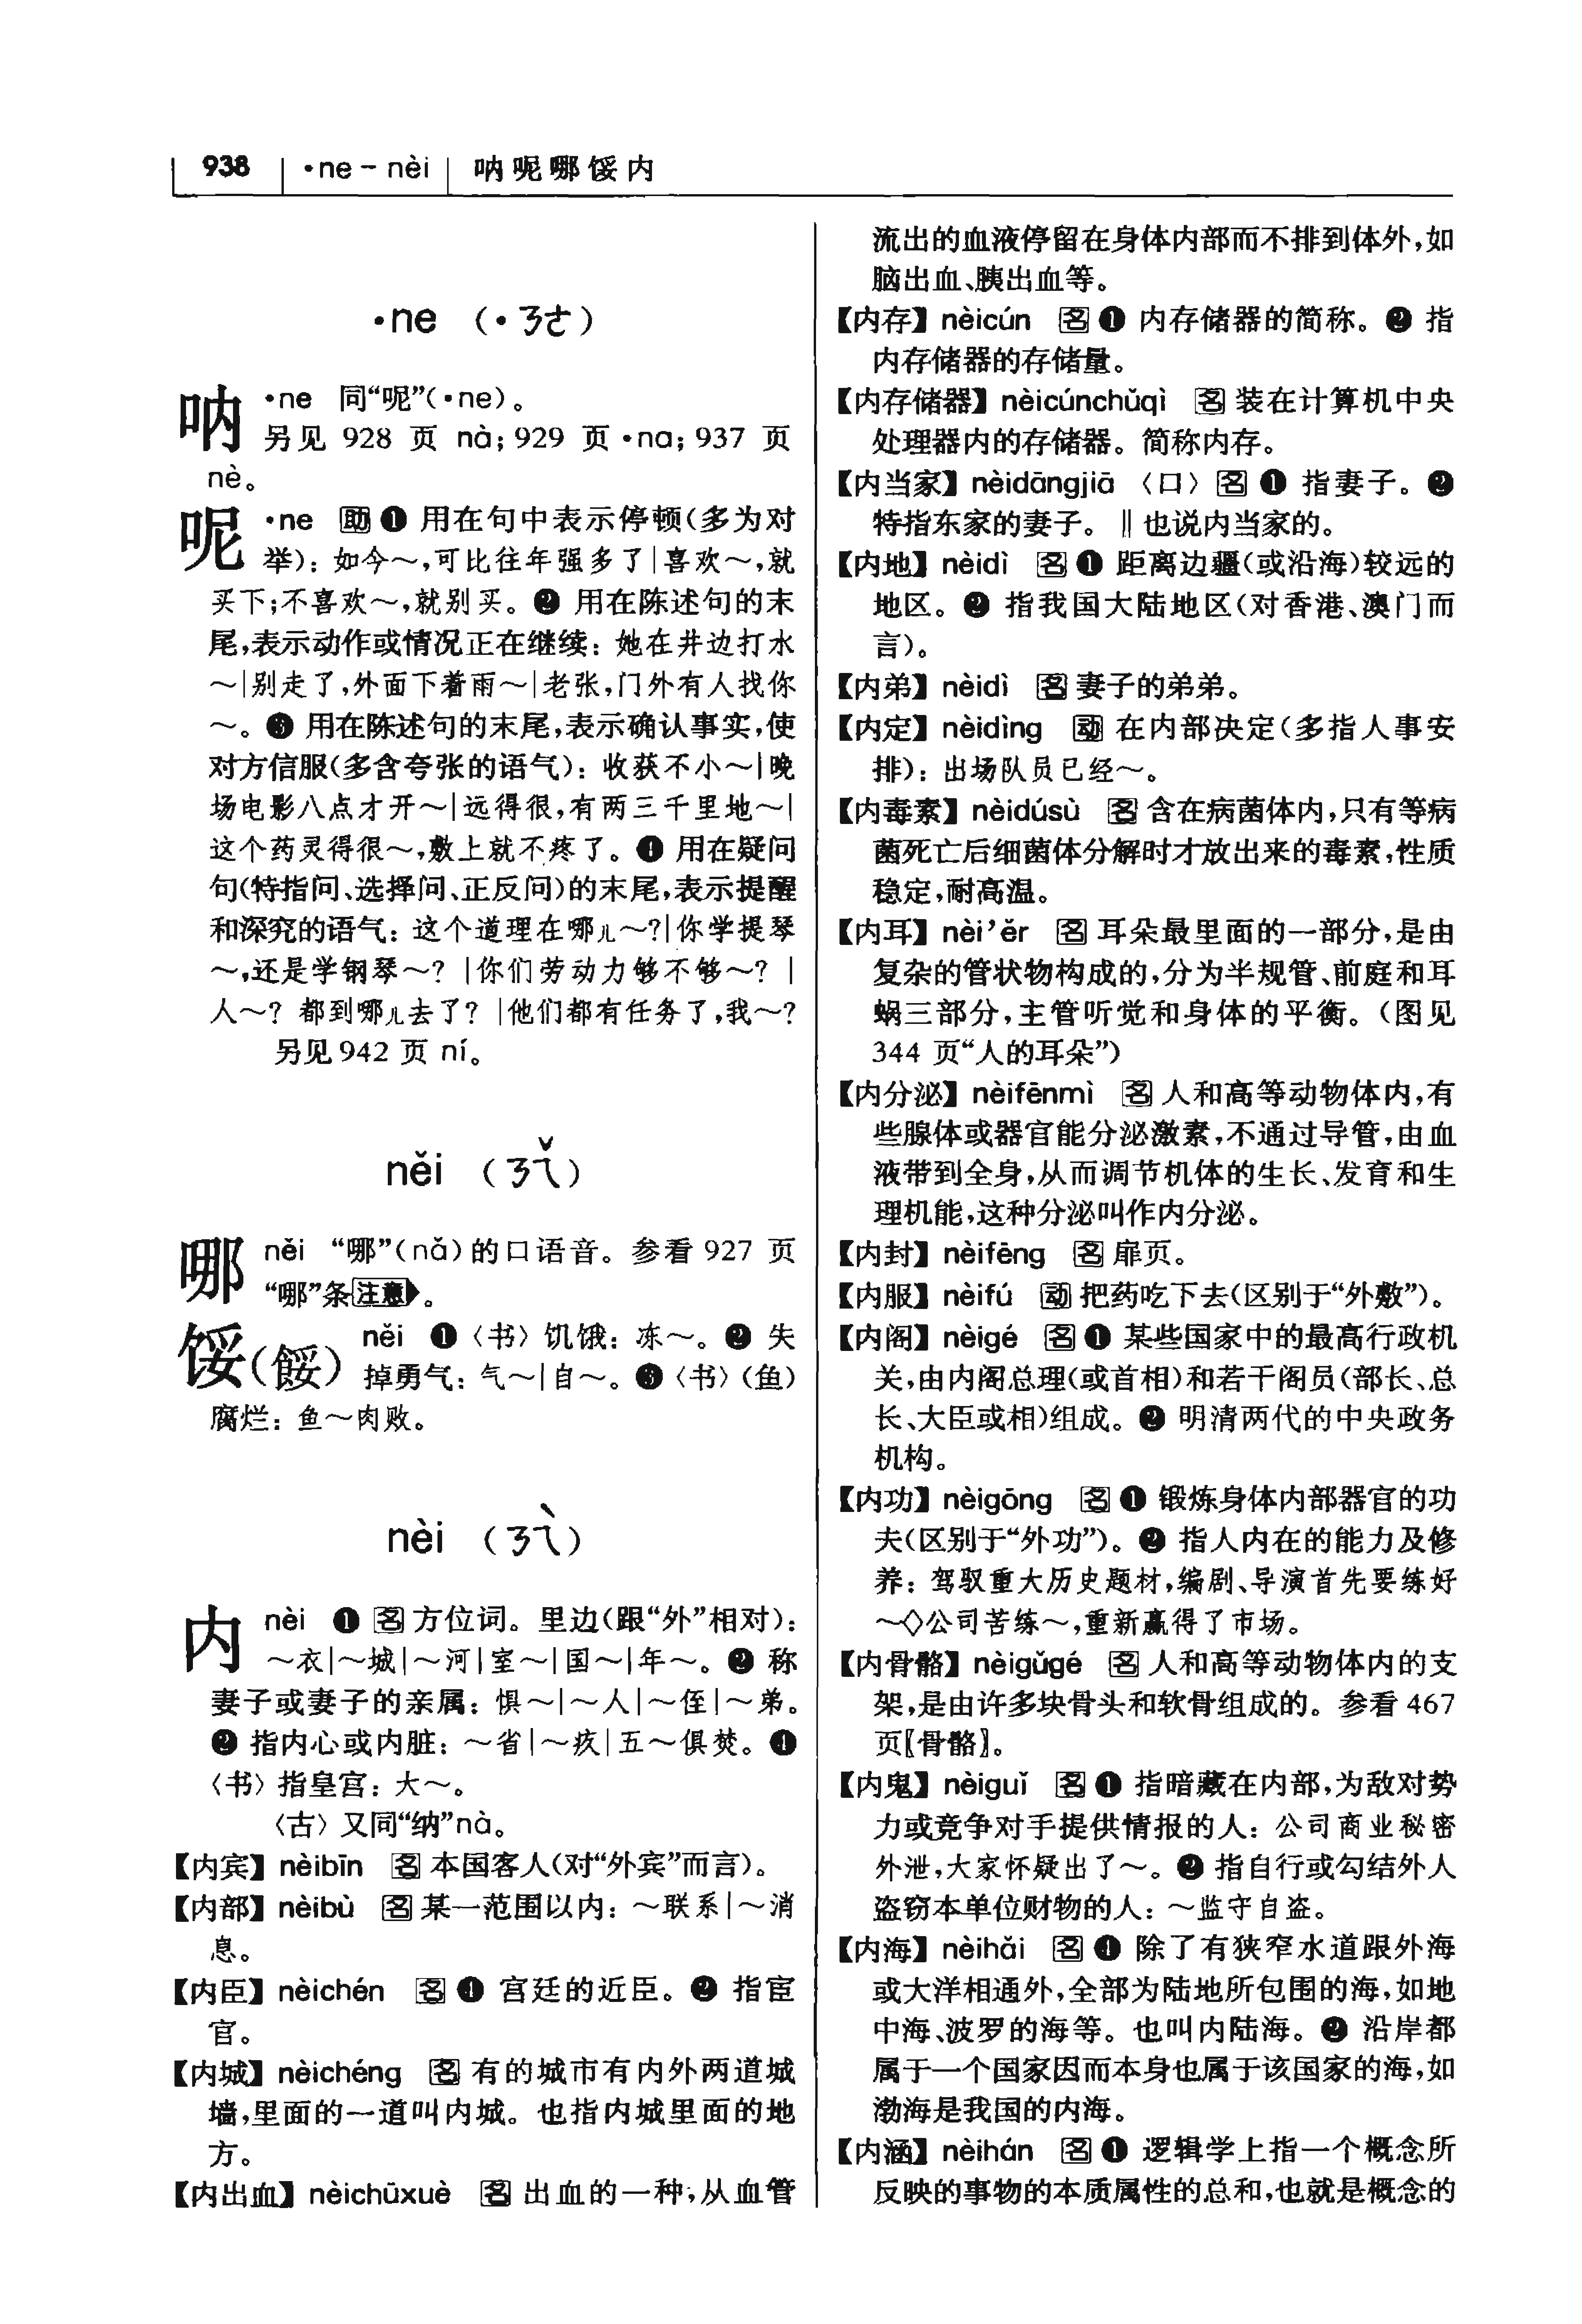 938 ·ne-nèi 呐呢哪馁内
·ne (·ㄋㄜ)
呐 ·ne 同“呢”(·ne)。
另见 928 页 nà; 929 页·na; 937 页
nè。
呢 ·ne 助❶ 用在句中表示停顿(多为对
举): 如今～,可比往年强多了|喜欢～,就
买下;不喜欢～,就别买。❷ 用在陈述句的末
尾,表示动作或情况正在继续: 她在井边打水
～|别走了,外面下着雨～|老张,门外有人找你
～。❸ 用在陈述句的末尾,表示确认事实,使
对方信服(多含夸张的语气): 收获不小～|晚
场电影八点才开～|远得很,有两三千里地～|
这个药灵得很～,敷上就不疼了。❹ 用在疑问
句(特指问、选择问、正反问)的末尾,表示提醒
和深究的语气: 这个道理在哪儿～?|你学提琴
～,还是学钢琴～? |你们劳动力够不够～? |
人～? 都到哪儿去了? |他们都有任务了,我～?
另见 942 页 ní。
něi (ㄋㄟˇ)
哪 něi “哪”(nǎ)的口语音。参看 927 页
“哪”条注意。
馁(餒) něi ❶〈书〉饥饿: 冻～。❷ 失
掉勇气: 气～|自～。❸〈书〉(鱼)
腐烂: 鱼～肉败。
nèi (ㄋㄟˋ)
内 nèi ❶ 名 方位词。里边(跟“外”相对):
～衣|～城|～河|室～|国～|年～。❷ 称
妻子或妻子的亲属: 惧～|～人|～侄|～弟。
❸ 指内心或内脏: ～省|～疚|五～俱焚。❹
〈书〉指皇宫: 大～。
〈古〉又同“纳”nà。
【内宾】nèibīn 名 本国客人(对“外宾”而言)。
【内部】nèibù 名 某一范围以内: ～联系|～消
息。
【内臣】nèichén 名❶ 宫廷的近臣。❷ 指宦
官。
【内城】nèichéng 名 有的城市有内外两道城
墙,里面的一道叫内城。也指内城里面的地
方。
【内出血】nèichūxuè 名 出血的一种,从血管
流出的血液停留在身体内部而不排到体外,如
脑出血、胰出血等。
【内存】nèicún 名❶ 内存储器的简称。❷ 指
内存储器的存储量。
【内存储器】nèicúnchǔqì 名 装在计算机中央
处理器内的存储器。简称内存。
【内当家】nèidāngjiā 〈口〉名❶ 指妻子。❷
特指东家的妻子。‖也说内当家的。
【内地】nèidì 名❶ 距离边疆(或沿海)较远的
地区。❷ 指我国大陆地区(对香港、澳门而
言)。
【内弟】nèidì 名 妻子的弟弟。
【内定】nèidìng 动 在内部决定(多指人事安
排): 出场队员已经～。
【内毒素】nèidúsù 名 含在病菌体内,只有等病
菌死亡后细菌体分解时才放出来的毒素,性质
稳定,耐高温。
【内耳】nèi’ěr 名 耳朵最里面的一部分,是由
复杂的管状物构成的,分为半规管、前庭和耳
蜗三部分,主管听觉和身体的平衡。(图见
344 页“人的耳朵”)
【内分泌】nèifēnmì 名 人和高等动物体内,有
些腺体或器官能分泌激素,不通过导管,由血
液带到全身,从而调节机体的生长、发育和生
理机能,这种分泌叫作内分泌。
【内封】nèifēng 名 扉页。
【内服】nèifú 动 把药吃下去(区别于“外敷”)。
【内阁】nèigé 名❶ 某些国家中的最高行政机
关,由内阁总理(或首相)和若干阁员(部长、总
长、大臣或相)组成。❷ 明清两代的中央政务
机构。
【内功】nèigōng 名❶ 锻炼身体内部器官的功
夫(区别于“外功”)。❷ 指人内在的能力及修
养: 驾驭重大历史题材,编剧、导演首先要练好
～◇公司苦练～,重新赢得了市场。
【内骨骼】nèigǔgé 名 人和高等动物体内的支
架,是由许多块骨头和软骨组成的。参看 467
页〖骨骼〗。
【内鬼】nèiguǐ 名❶ 指暗藏在内部,为敌对势
力或竞争对手提供情报的人: 公司商业秘密
外泄,大家怀疑出了～。❷ 指自行或勾结外人
盗窃本单位财物的人: ～监守自盗。
【内海】nèihǎi 名❶ 除了有狭窄水道跟外海
或大洋相通外,全部为陆地所包围的海,如地
中海、波罗的海等。也叫内陆海。❷ 沿岸都
属于一个国家因而本身也属于该国家的海,如
渤海是我国的内海。
【内涵】nèihán 名❶ 逻辑学上指一个概念所
反映的事物的本质属性的总和,也就是概念的